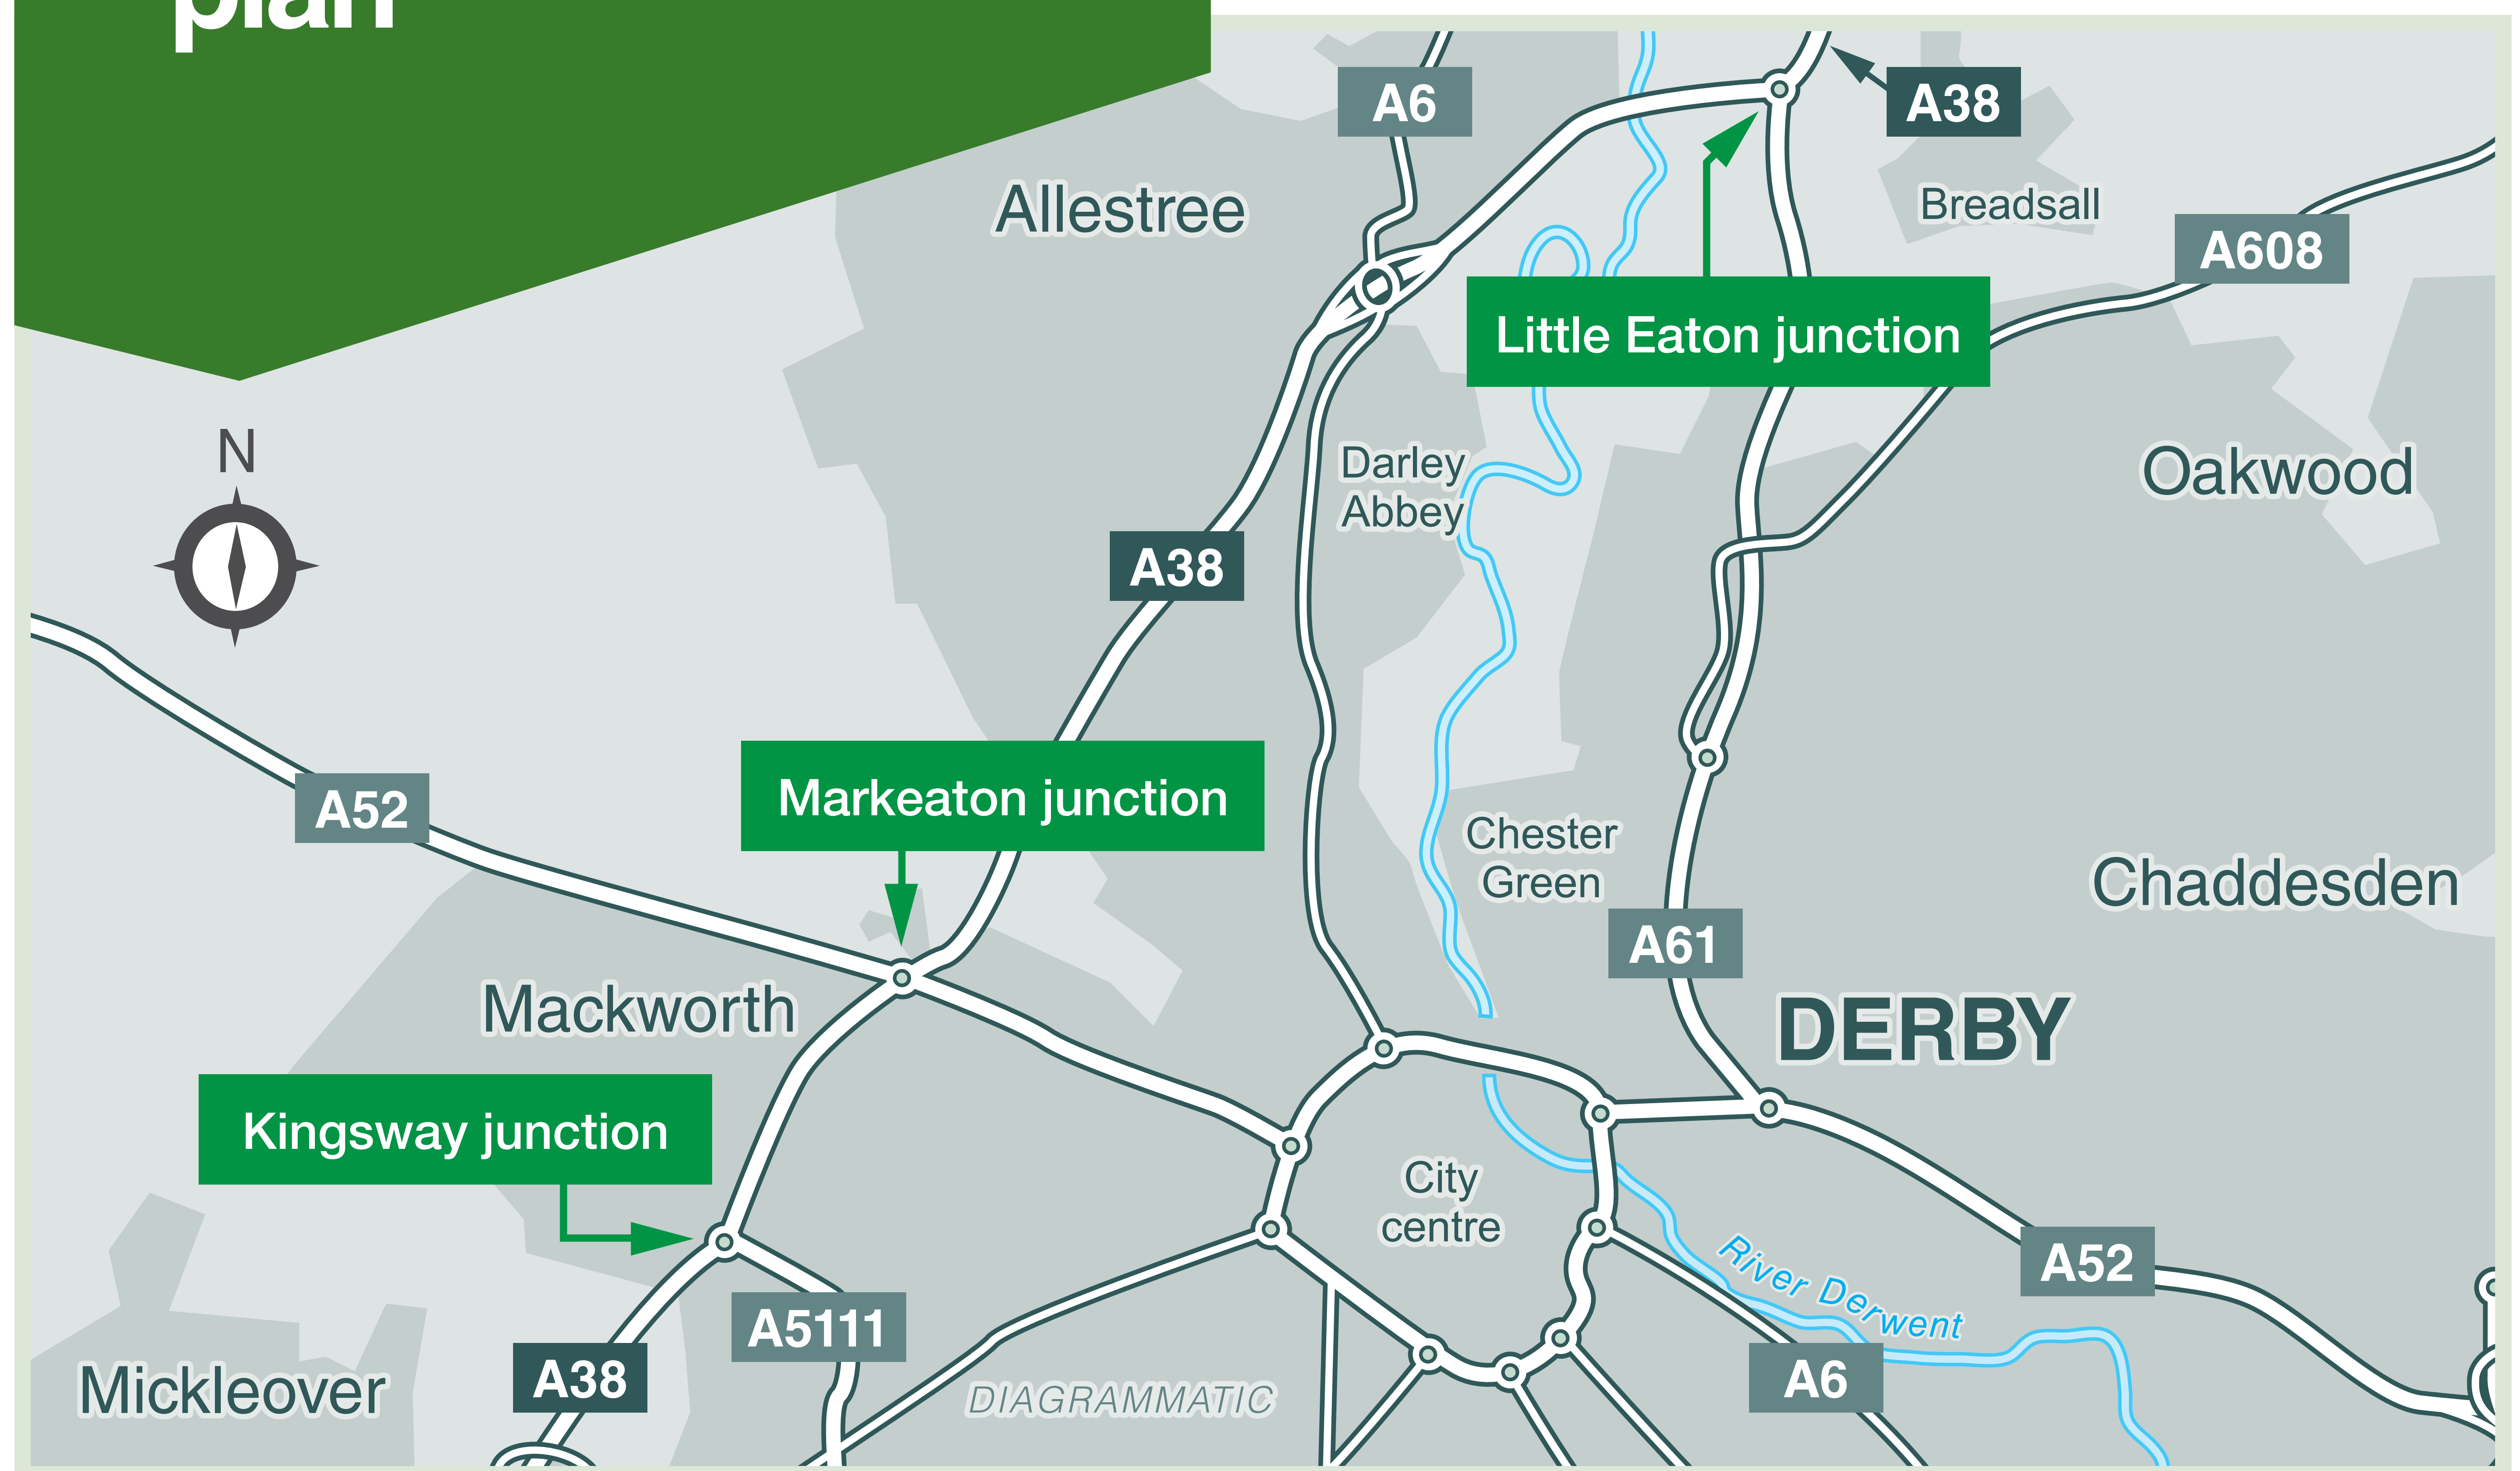 plan
A6
A38
Allestree
Breadsall
A608
Little Eaton junction
N
Darley
Abbey
Oakwood
A38
Markeaton junction
A52
Chester
Green
Chaddesden
A61
Mackworth
DERBY
Kingsway junction
City
centre
River Derwent
A52
A5111
A38
Mickleover
DIAGRAMMATIC
A6